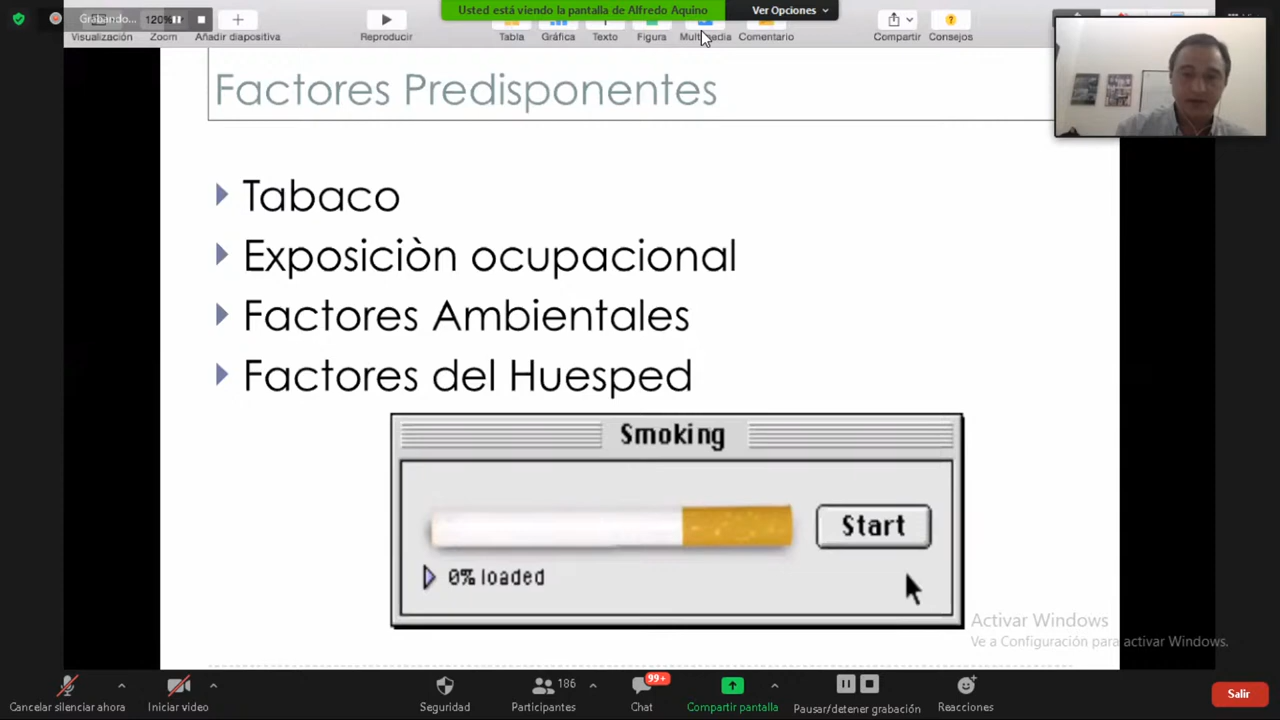 Grabando...
120%
Usted está viendo la pantalla de Alfredo Aquino
Ver Opciones
Visualización
Zoom
Añadir diapositiva
Reproducir
Tabla
Gráfica
Texto
Figura
Multimedia
Comentario
Compartir
Consejos
Factores Predisponentes
Tabaco
Exposiciòn ocupacional
Factores Ambientales
Factores del Huesped
Smoking
Start
0% loaded
Activar Windows
Ve a Configuración para activar Windows.
99+
186
Cancelar silenciar ahora
Iniciar video
Seguridad
Participantes
Chat
Compartir pantalla
Pausar/detener grabación
Reacciones
Salir